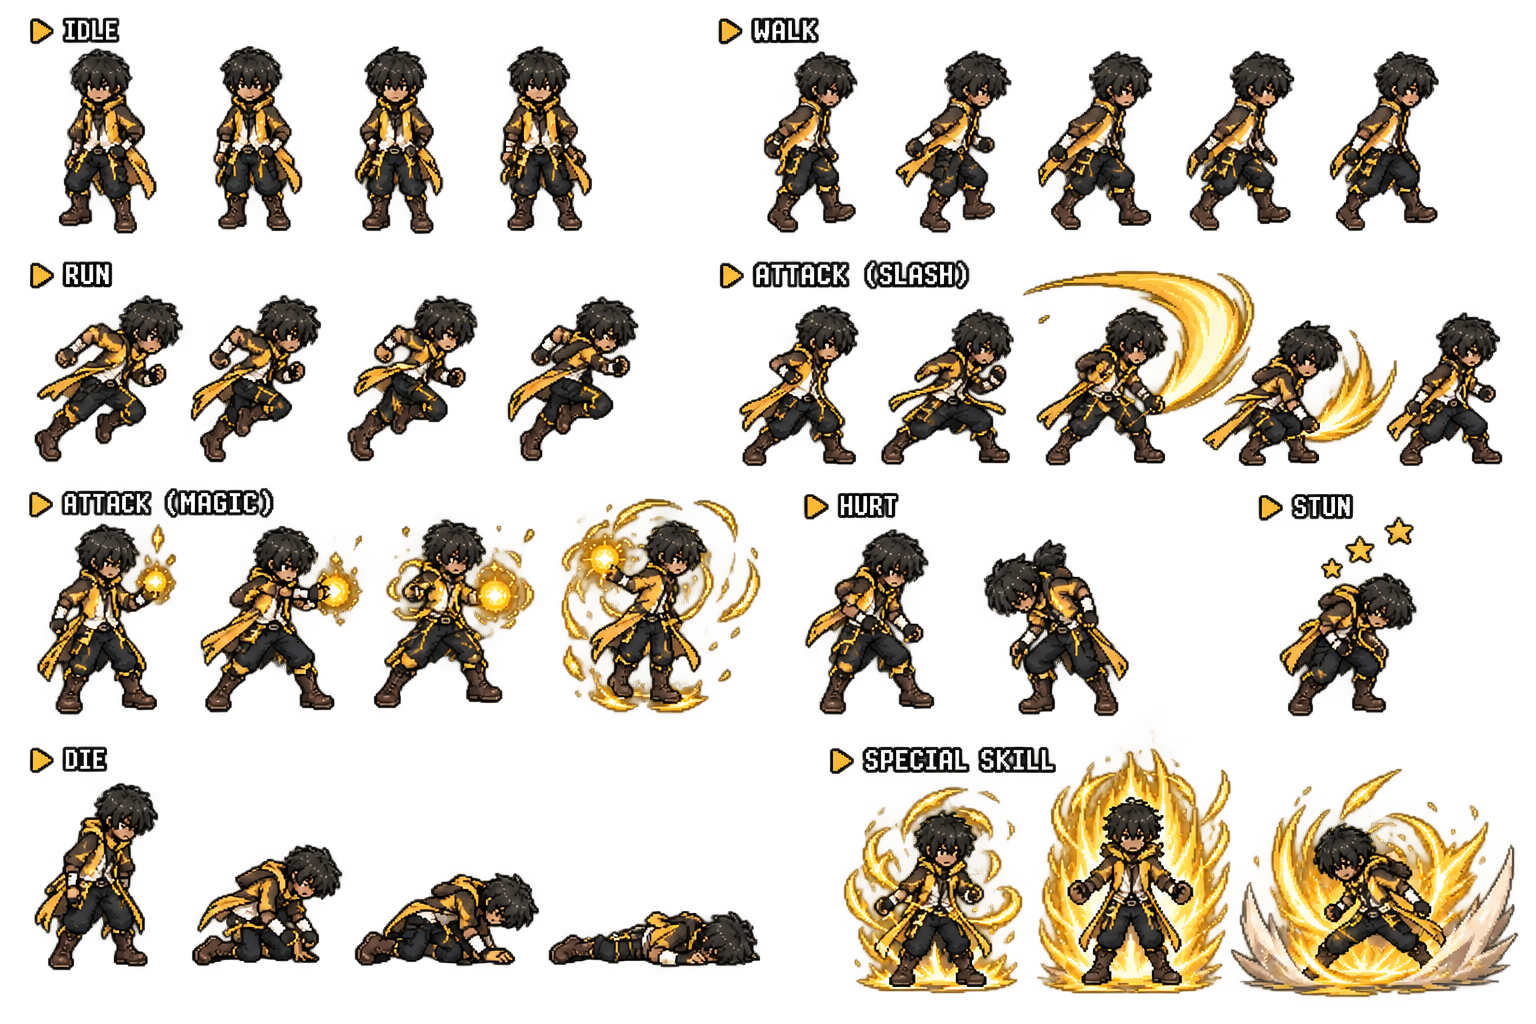 IDLE
WALK
RUN
ATTACK (SLASH)
ATTACK (MAGIC)
HURT
STUN
DIE
SPECIAL SKILL